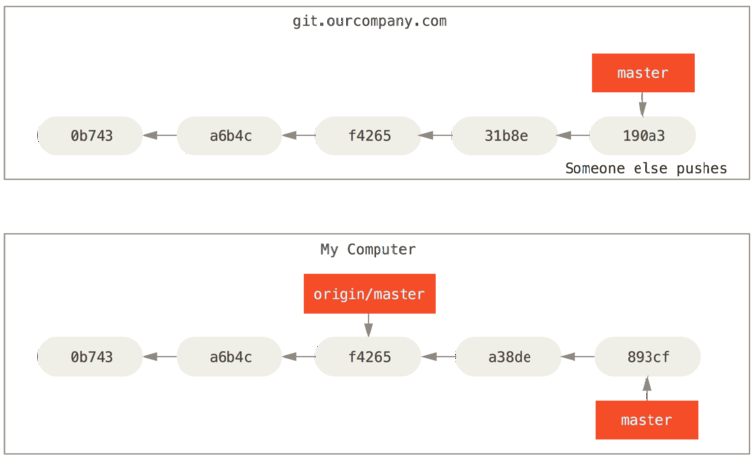 git.ourcompany.com
master
0b743 a6b4c f4265 31b8e 190a3
Someone else pushes
My Computer
origin/master
0b743 a6b4c f4265 a38de 893cf
master